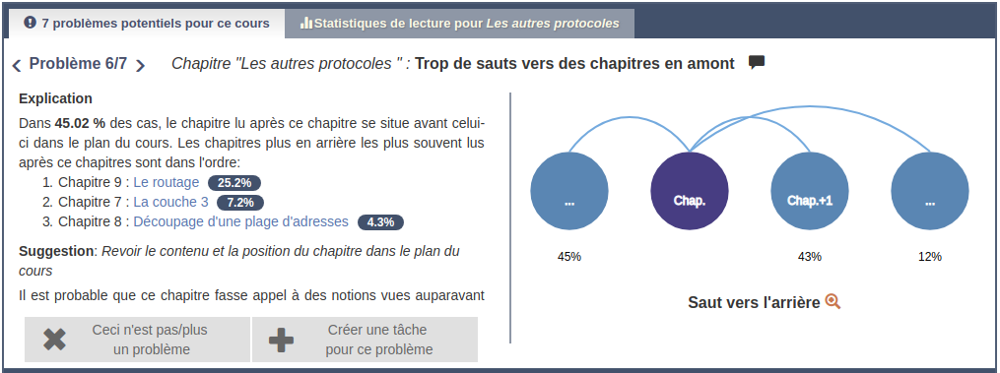 7 problèmes potentiels pour ce cours
Statistiques de lecture pour Les autres protocoles
Problème 6/7
Chapitre "Les autres protocoles " : Trop de sauts vers des chapitres en amont
Explication
Dans 45.02 % des cas, le chapitre lu après ce chapitre se situe avant celui-
ci dans le plan du cours. Les chapitres plus en arrière les plus souvent lus
après ce chapitres sont dans l'ordre:
1. Chapitre 9 : Le routage 25.2%
2. Chapitre 7 : La couche 3 7.2%
3. Chapitre 8 : Découpage d'une plage d'adresses 4.3%
Suggestion: Revoir le contenu et la position du chapitre dans le plan du
cours
Il est probable que ce chapitre fasse appel à des notions vues auparavant
Ceci n'est pas/plus
un problème
Créer une tâche
pour ce problème
... Chap. Chap.+1 ...
45% 43% 12%
Saut vers l'arrière